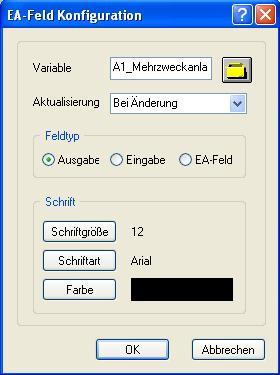 EA-Feld Konfiguration
Variable A1_Mehrzweckanla
Aktualisierung Bei Änderung
Feldtyp
Ausgabe Eingabe EA-Feld
Schrift
Schriftgröße 12
Schriftart Arial
Farbe
OK Abbrechen